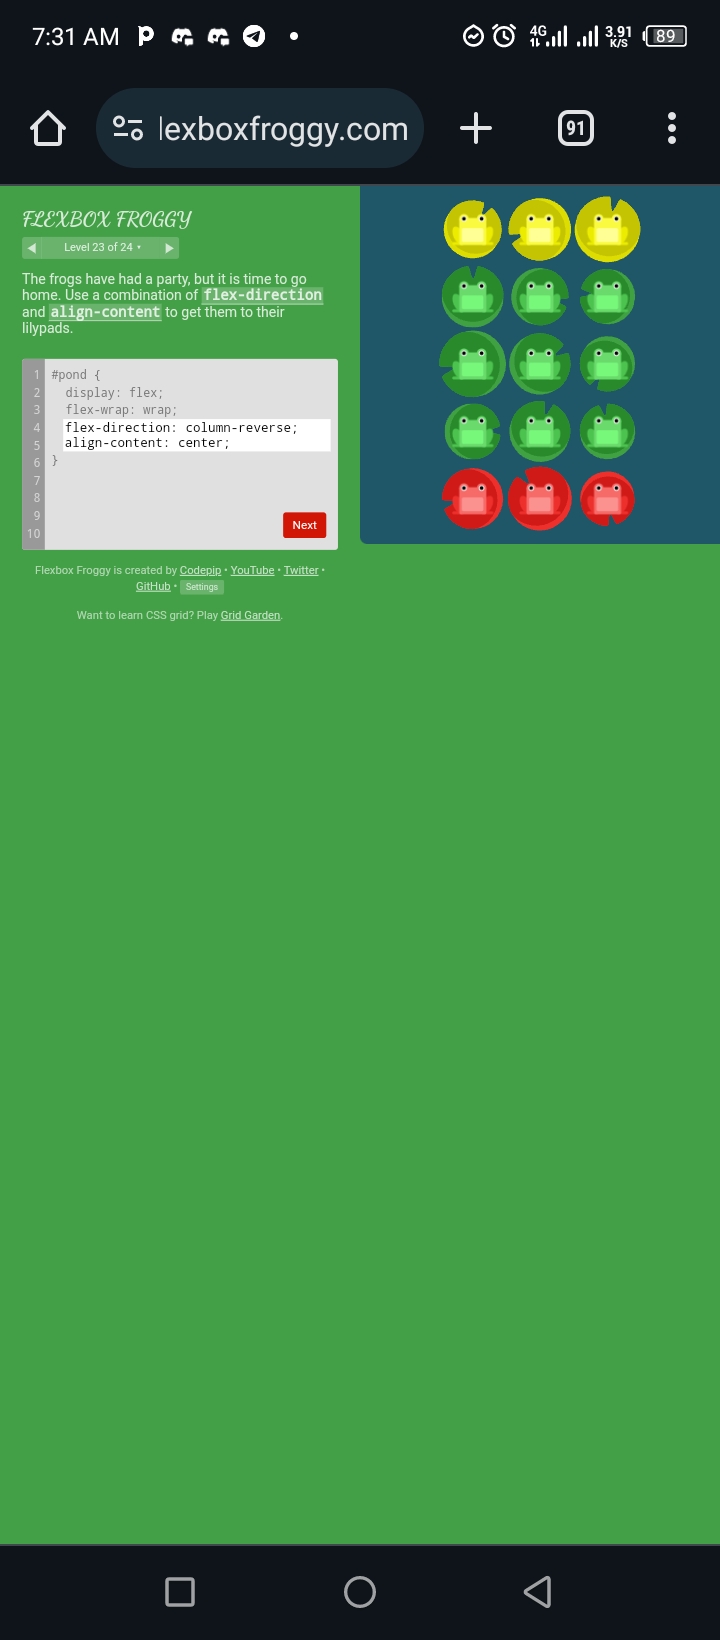 7:31 AM
4G
3.91
K/S
89
lexboxfroggy.com
91
FLEXBOX FROGGY
Level 23 of 24
The frogs have had a party, but it is time to go
home. Use a combination of flex-direction
and align-content to get them to their
lilypads.
1 #pond {
2 display: flex;
3 flex-wrap: wrap;
4 flex-direction: column-reverse;
5 align-content: center;
6 }
7
8
9
10
Next
Flexbox Froggy is created by Codepip • YouTube • Twitter •
GitHub • Settings
Want to learn CSS grid? Play Grid Garden.